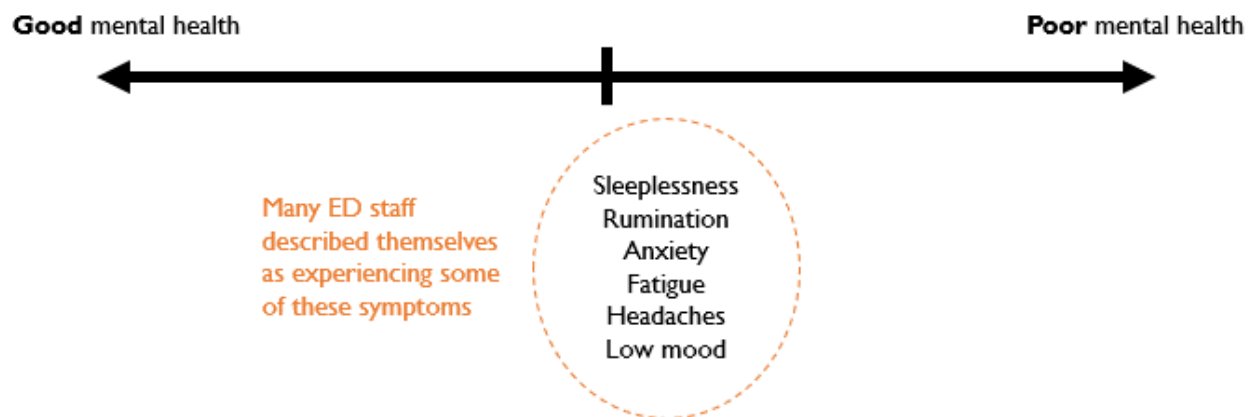 Good mental health
Poor mental health
Many ED staff
described themselves
as experiencing some
of these symptoms
Sleeplessness
Rumination
Anxiety
Fatigue
Headaches
Low mood